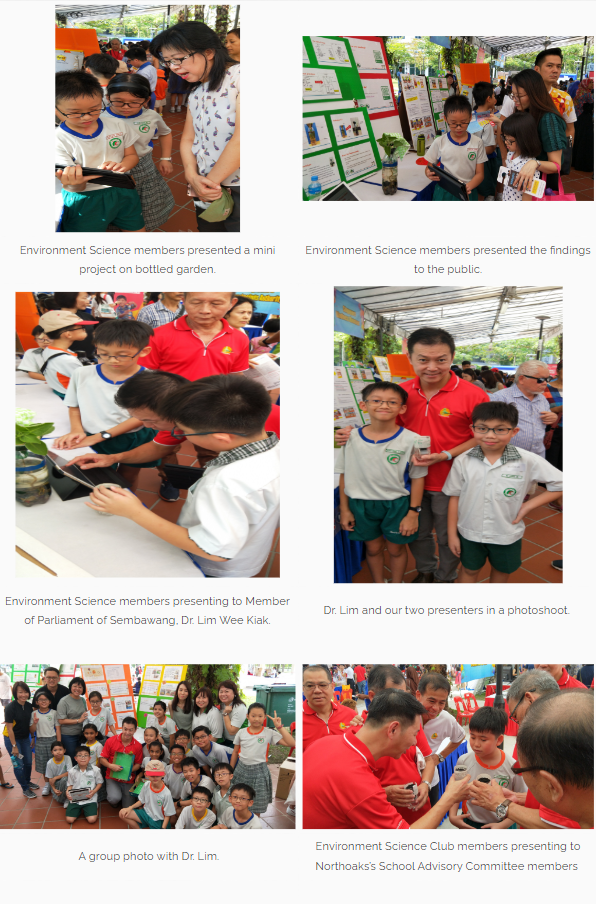 Environment Science members presented a mini
project on bottled garden.
Environment Science members presented the findings
to the public.
Environment Science members presenting to Member
of Parliament of Sembawang, Dr. Lim Wee Kiak.
Dr. Lim and our two presenters in a photoshoot.
A group photo with Dr. Lim.
Environment Science Club members presenting to
Northoaks's School Advisory Committee members